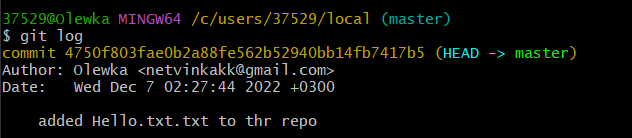 37529@Olewka MINGW64 /c/users/37529/local (master)
$ git log
commit 4750f803fae0b2a88fe562b52940bb14fb7417b5 (HEAD -> master)
Author: Olewka <netvinkakk@gmail.com>
Date:   Wed Dec 7 02:27:44 2022 +0300

    added Hello.txt.txt to thr repo